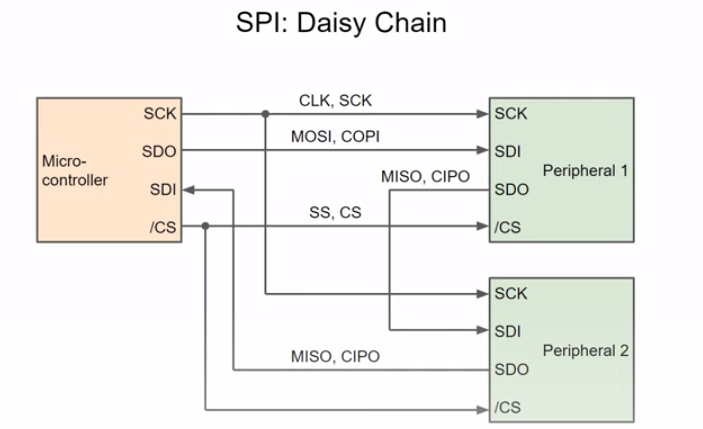 SPI: Daisy Chain
Micro-
controller
SCK
SDO
SDI
/CS
CLK, SCK
MOSI, COPI
MISO, CIPO
SS, CS
SCK
SDI
SDO
/CS
Peripheral 1
MISO, CIPO
SCK
SDI
SDO
/CS
Peripheral 2